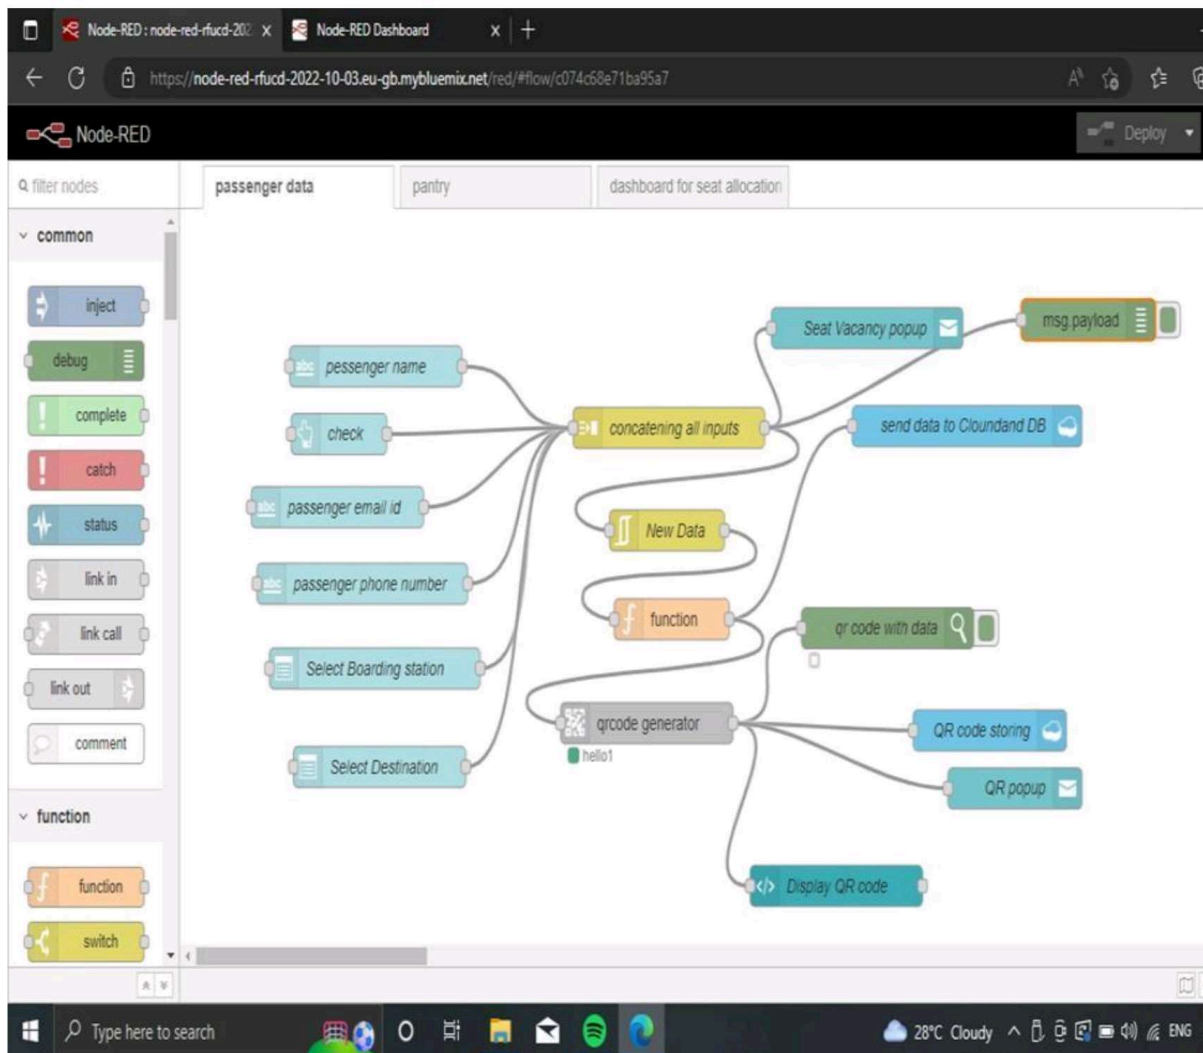 Node-RED : node-red-rfucd-202
Node-RED Dashboard
https://node-red-rfucd-2022-10-03.eu-gb.mybluemix.net/red/#flow/c074c68e71ba95a7
Node-RED
Deploy
filter nodes
passenger data
pantry
dashboard for seat allocation
common
inject
debug
complete
catch
status
link in
link call
link out
comment
function
function
switch
abc pessenger name
check
abc passenger email id
abc passenger phone number
Select Boarding station
Select Destination
concatening all inputs
Seat Vacancy popup
msg.payload
send data to Cloundand DB
New Data
function
qr code with data
qrcode generator
hello1
QR code storing
QR popup
Display QR code
Type here to search
28°C Cloudy
ENG